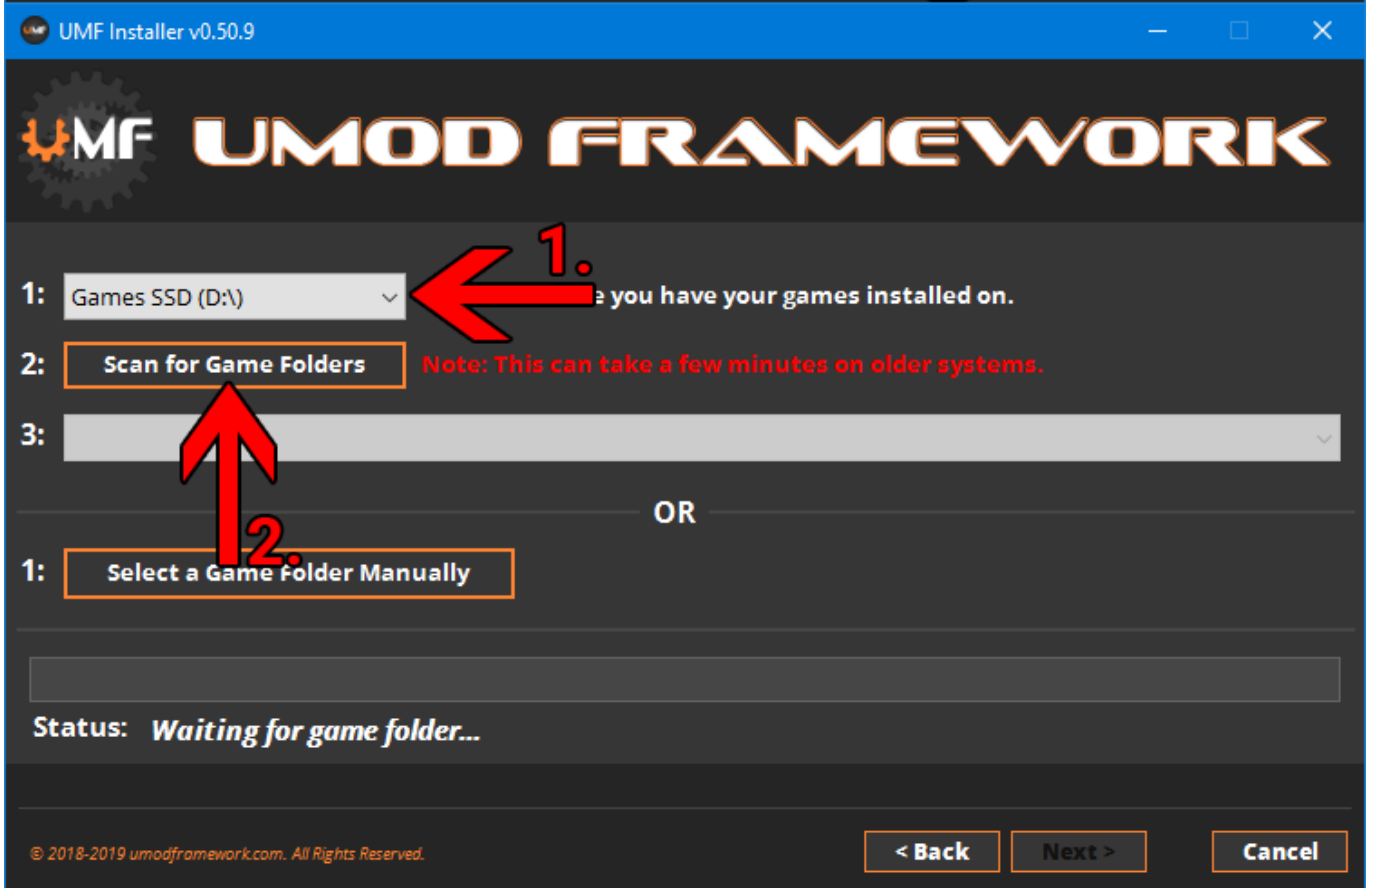 UMF Installer v0.50.9
UMF UMOD FRAMEWORK
1.
1: Games SSD (D:\) you have your games installed on.
2: Scan for Game Folders Note: This can take a few minutes on older systems.
3:
OR
2.
1: Select a Game Folder Manually
Status: Waiting for game folder...
© 2018-2019 umodframework.com. All Rights Reserved. < Back Next > Cancel